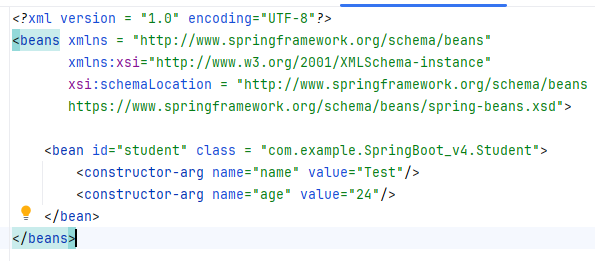 <?xml version = "1.0" encoding="UTF-8"?>
<beans xmlns = "http://www.springframework.org/schema/beans"
xmlns:xsi="http://www.w3.org/2001/XMLSchema-instance"
xsi:schemaLocation = "http://www.springframework.org/schema/beans
https://www.springframework.org/schema/beans/spring-beans.xsd">
<bean id="student" class = "com.example.SpringBoot_v4.Student">
<constructor-arg name="name" value="Test"/>
<constructor-arg name="age" value="24"/>
</bean>
</beans>